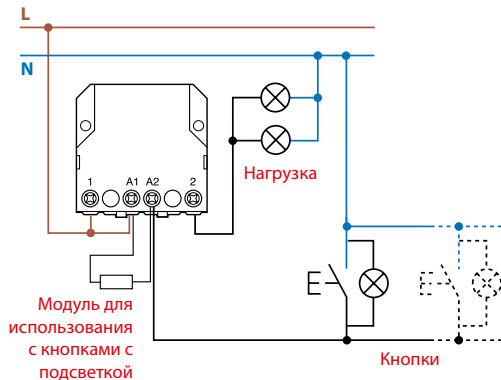 L
N
1 A1 A2 2
Нагрузка
Модуль для
использования
с кнопками с
подсветкой
Кнопки